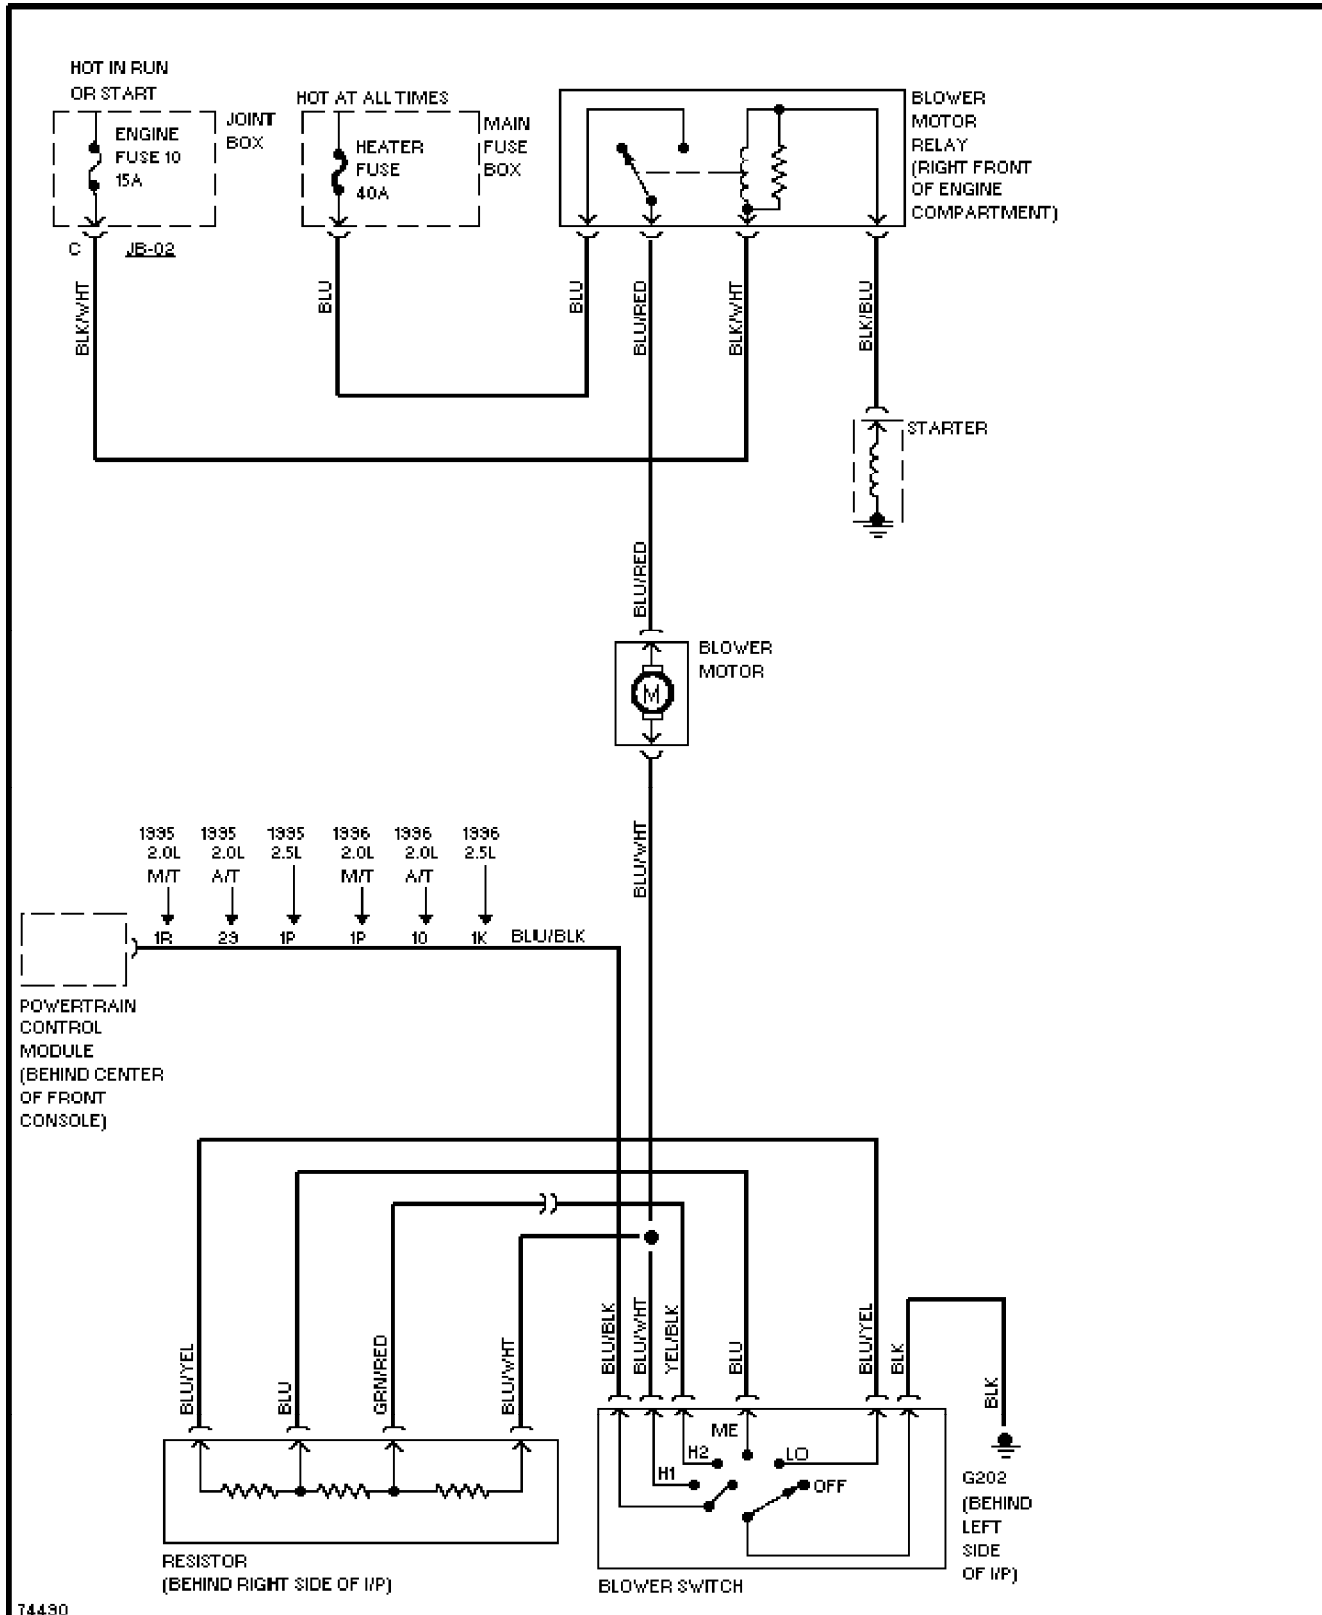 HOT IN RUN
OR START
JOINT
BOX
ENGINE
FUSE 10
15A
C
JB-02
HOT AT ALL TIMES
MAIN
FUSE
BOX
HEATER
FUSE
40A
BLOWER
MOTOR
RELAY
(RIGHT FRONT
OF ENGINE
COMPARTMENT)
BLK/WHT
BLU
BLU
BLU/RED
BLK/WHT
BLK/BLU
STARTER
BLU/RED
BLOWER
MOTOR
M
BLU/WHT
1995
2.0L
M/T
1995
2.0L
A/T
1995
2.5L
1996
2.0L
M/T
1996
2.0L
A/T
1996
2.5L
1R
29
1P
1P
10
1K
BLU/BLK
POWERTRAIN
CONTROL
MODULE
(BEHIND CENTER
OF FRONT
CONSOLE)
BLU/YEL
BLU
GRN/RED
BLU/WHT
BLU/BLK
BLU/WHT
YEL/BLK
BLU
BLU/YEL
BLK
BLK
ME
H2
LO
H1
OFF
G202
(BEHIND
LEFT
SIDE
OF I/P)
RESISTOR
(BEHIND RIGHT SIDE OF I/P)
BLOWER SWITCH
74490